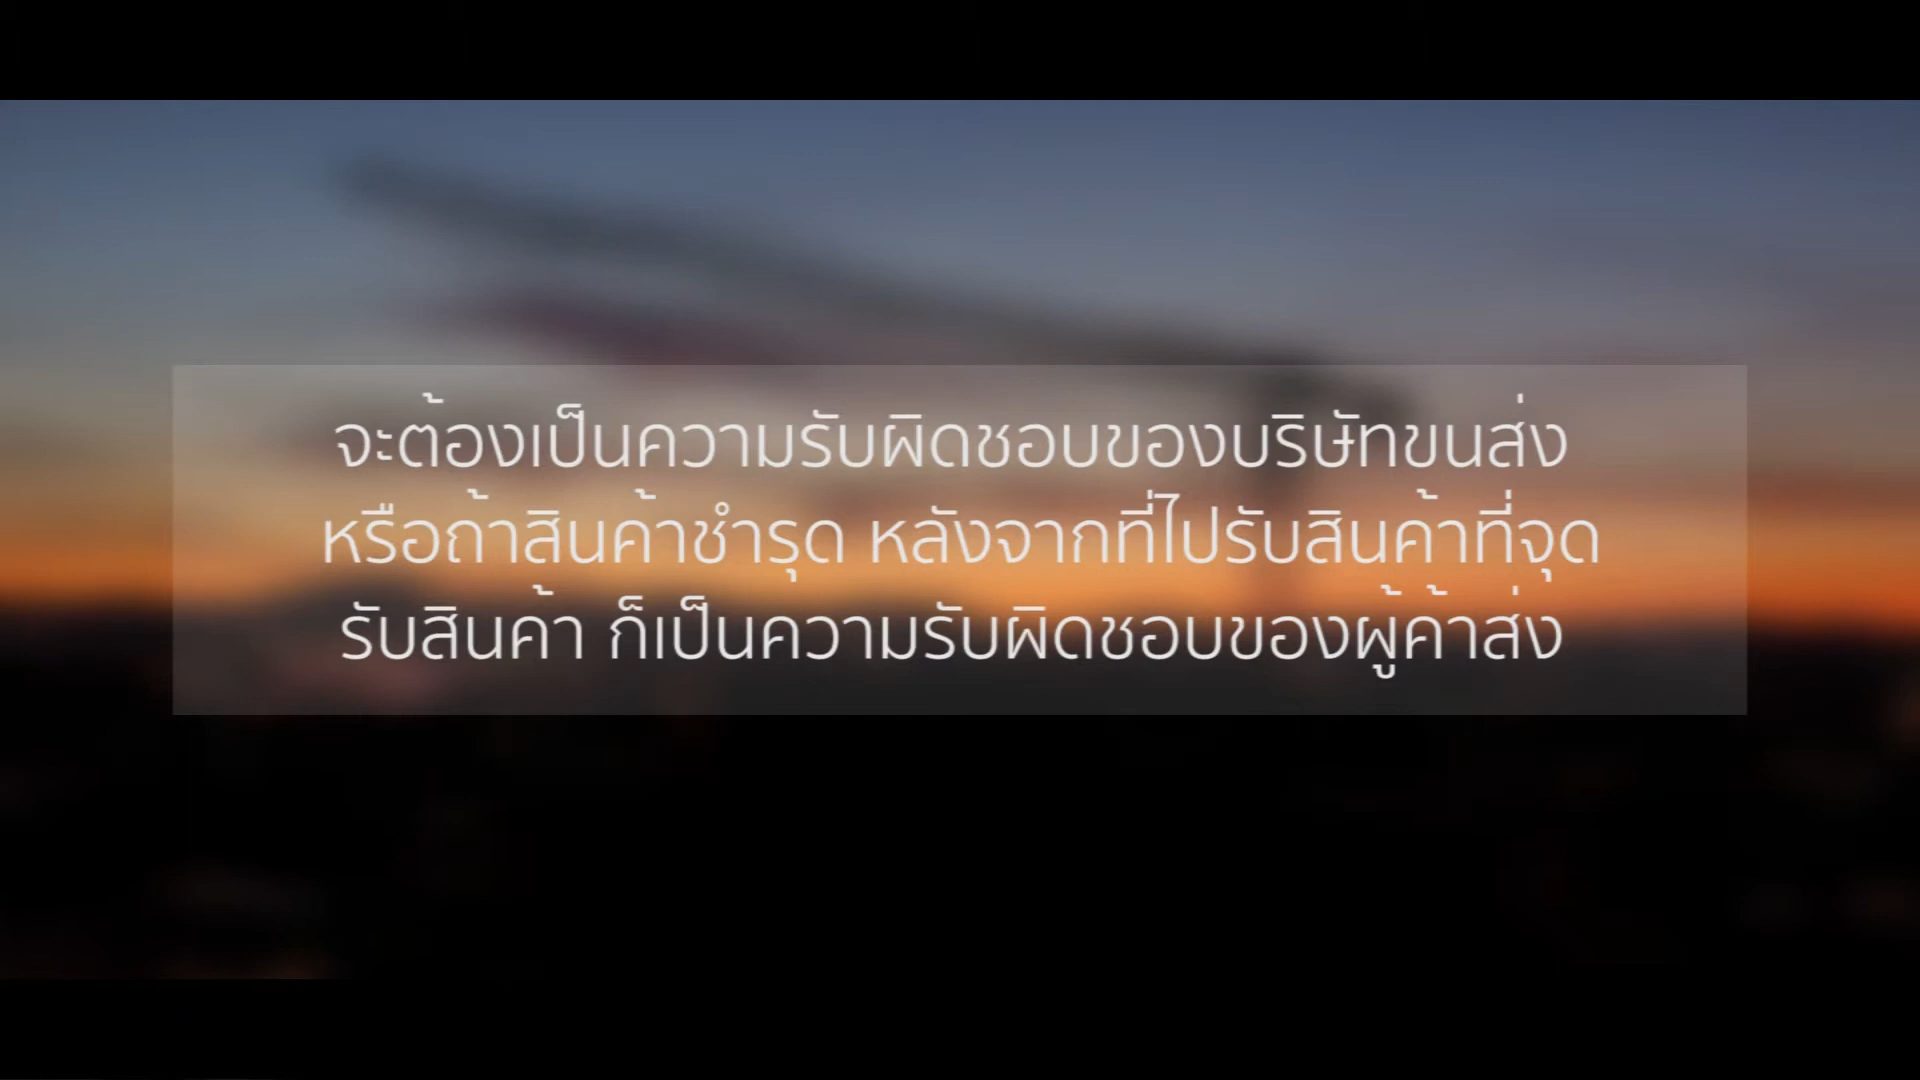 จะต้องเป็นความรับผิดชอบของบริษัทขนส่ง
หรือถ้าสินค้าชำรุด หลังจากที่ไปรับสินค้าที่จุด
รับสินค้า ก็เป็นความรับผิดชอบของผู้ค้าส่ง